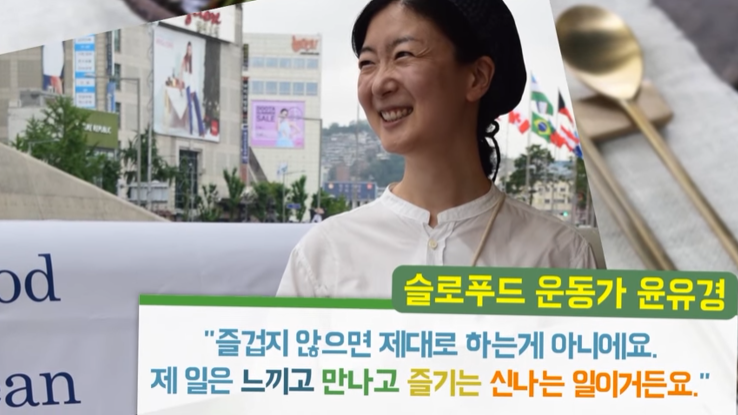 SALE
od
ean
슬로푸드 운동가 윤유경
"즐겁지 않으면 제대로 하는게 아니에요.
제 일은 느끼고 만나고 즐기는 신나는 일이거든요."